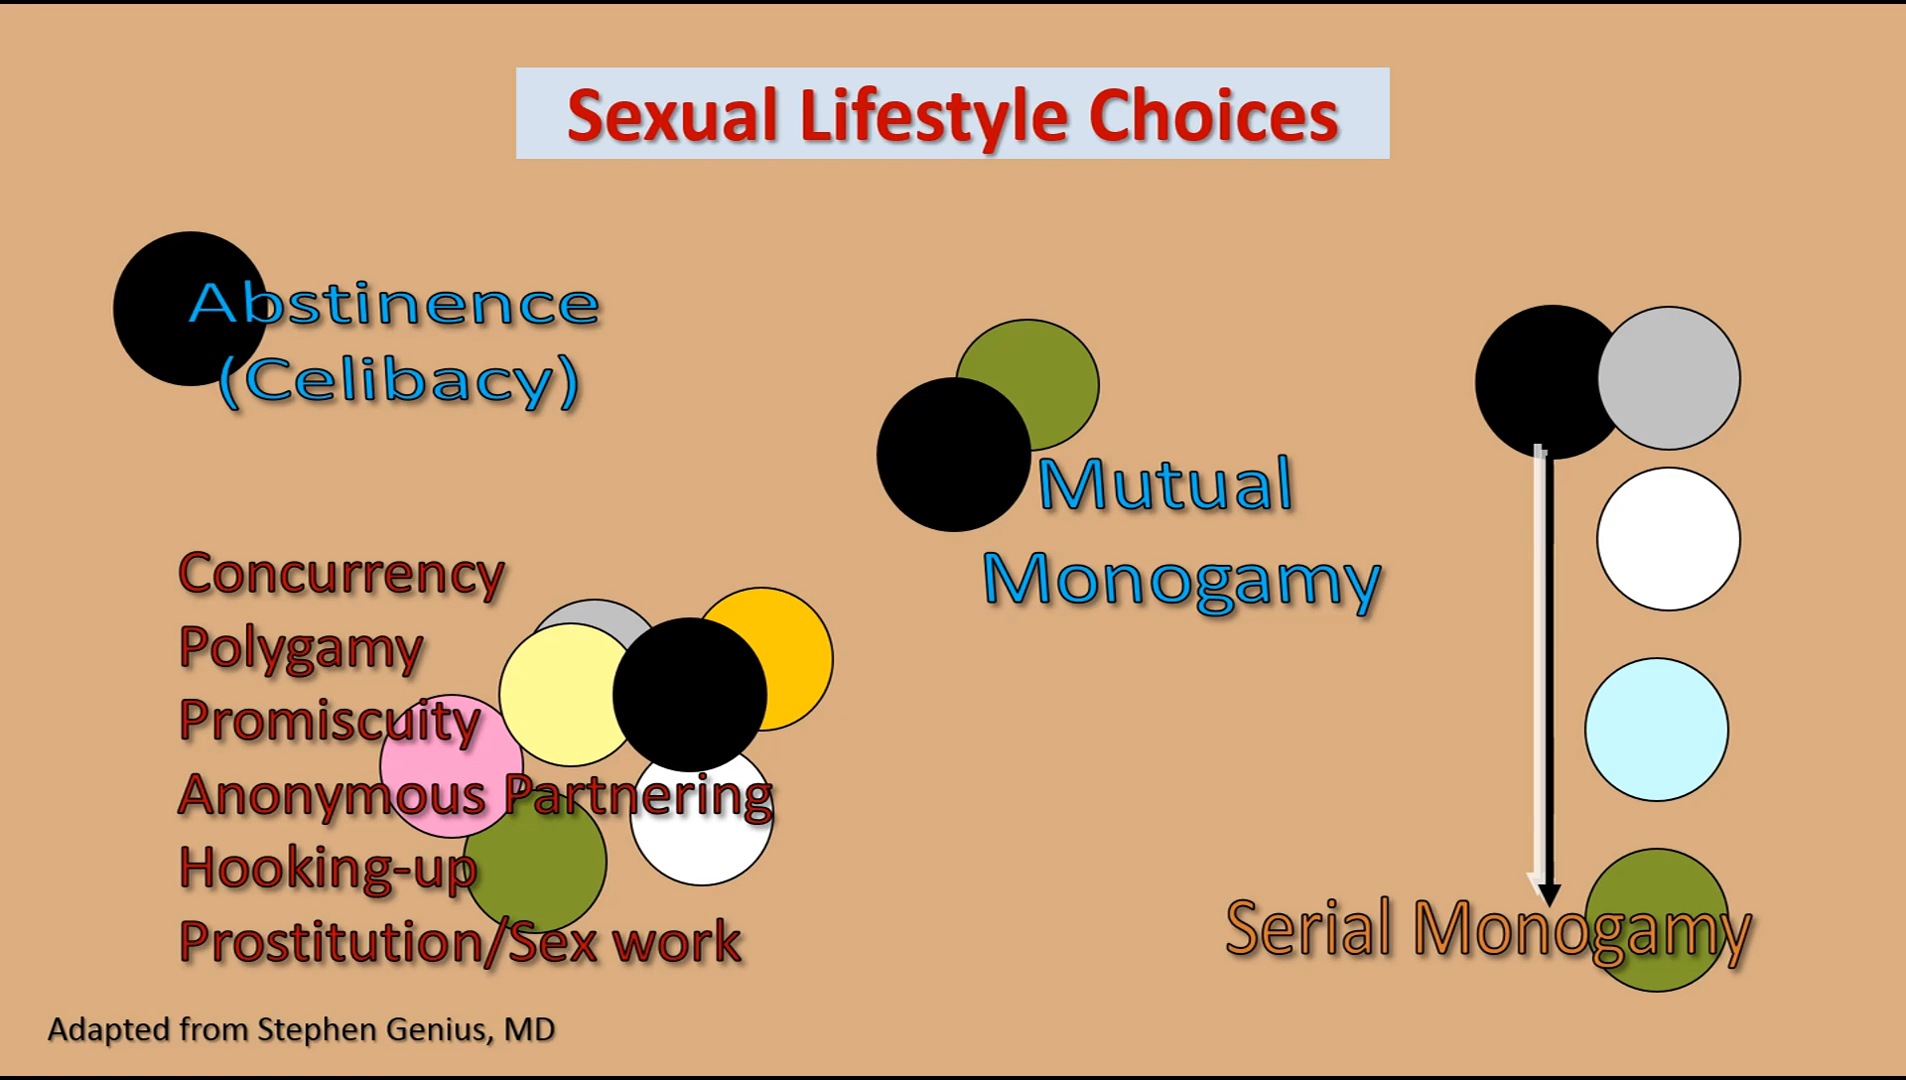 Sexual Lifestyle Choices
Abstinence
(Celibacy)
Mutual
Monogamy
Concurrency
Polygamy
Promiscuity
Anonymous Partnering
Hooking-up
Prostitution/Sex work
Serial Monogamy
Adapted from Stephen Genius, MD